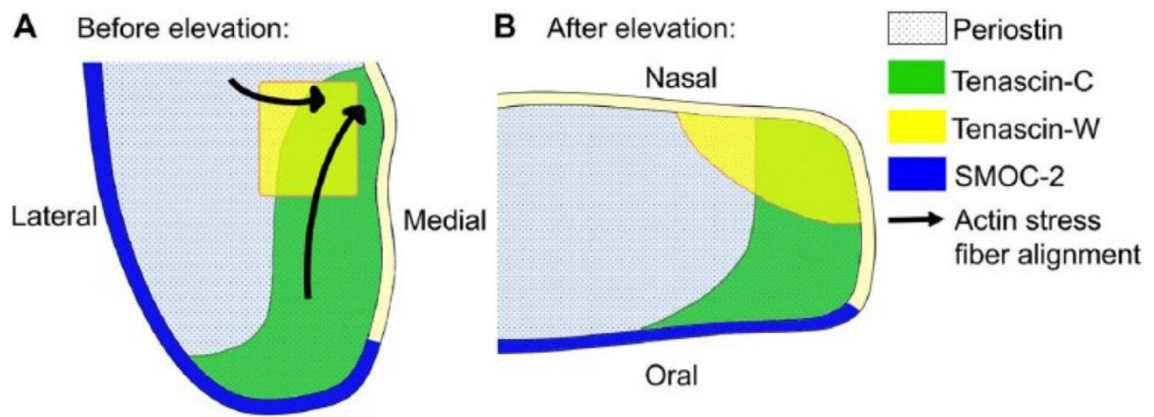 A Before elevation:
Lateral
Medial
B After elevation:
Nasal
Oral
Periostin
Tenascin-C
Tenascin-W
SMOC-2
Actin stress
fiber alignment